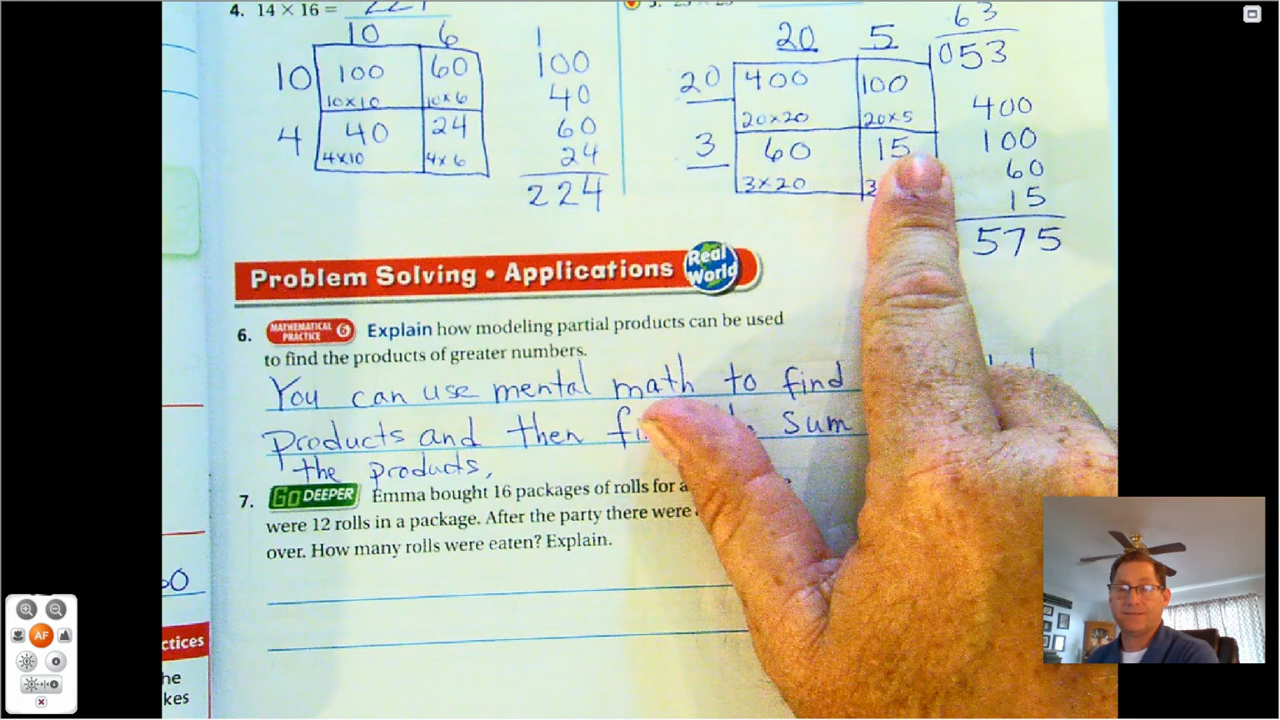 4. 14 × 16 =
10 6
10 100 60
10×10 10×6
4 40 24
4×10 4×6
1
100
40
60
24
224
20 5
20 400 100
20×20 20×5
3 60 15
3×20 3
63
1053
400
100
60
15
575
Problem Solving • Applications
Real World
6. MATHEMATICAL PRACTICE 6 Explain how modeling partial products can be used
to find the products of greater numbers.
You can use mental math to find
products and then sum
the products,
7. Go DEEPER Emma bought 16 packages of rolls for a
were 12 rolls in a package. After the party there were
over. How many rolls were eaten? Explain.
ctices
he
kes
AF